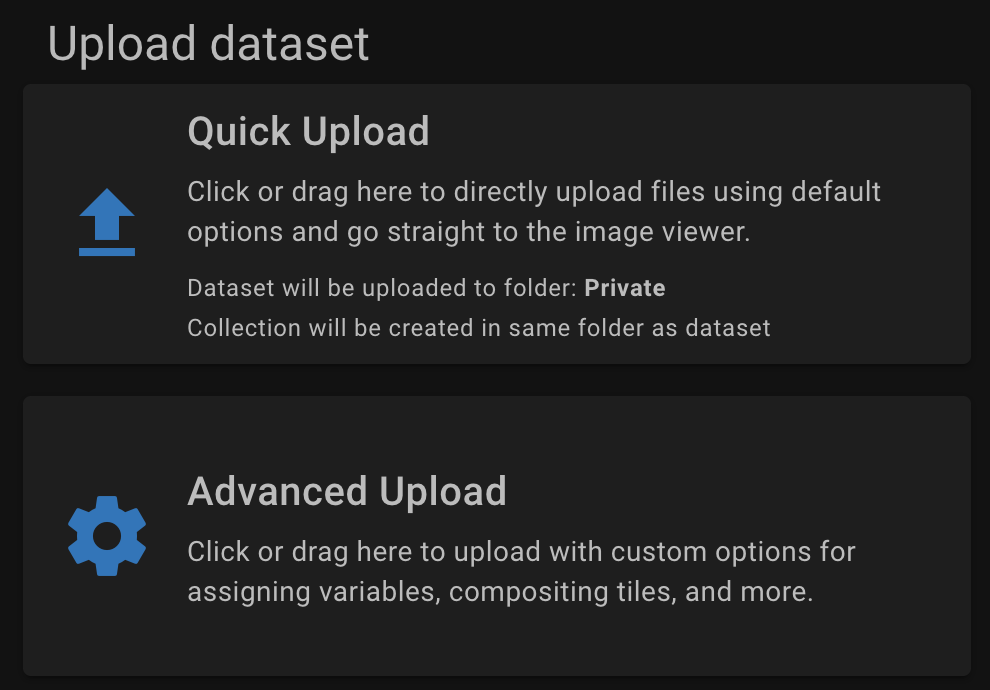 Upload dataset
Quick Upload
Click or drag here to directly upload files using default
options and go straight to the image viewer.
Dataset will be uploaded to folder: Private
Collection will be created in same folder as dataset
Advanced Upload
Click or drag here to upload with custom options for
assigning variables, compositing tiles, and more.